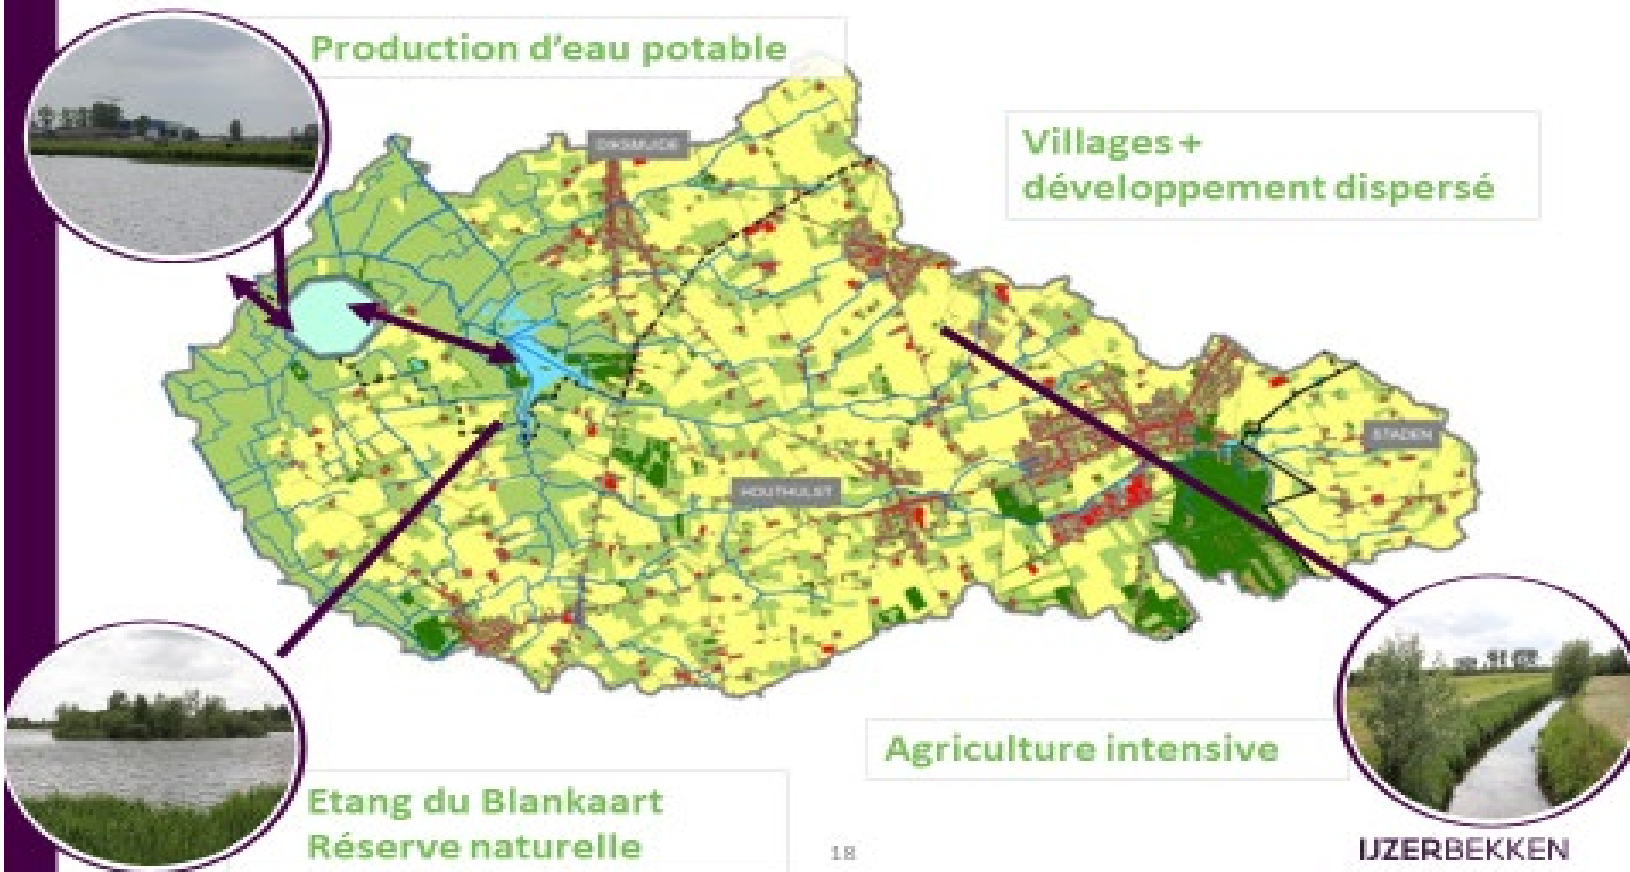 Production d'eau potable
DIKSMUIDE
Villages +
développement dispersé
STADEN
HOUTHULST
Agriculture intensive
Etang du Blankaart
Réserve naturelle
18
IJZERBEKKEN